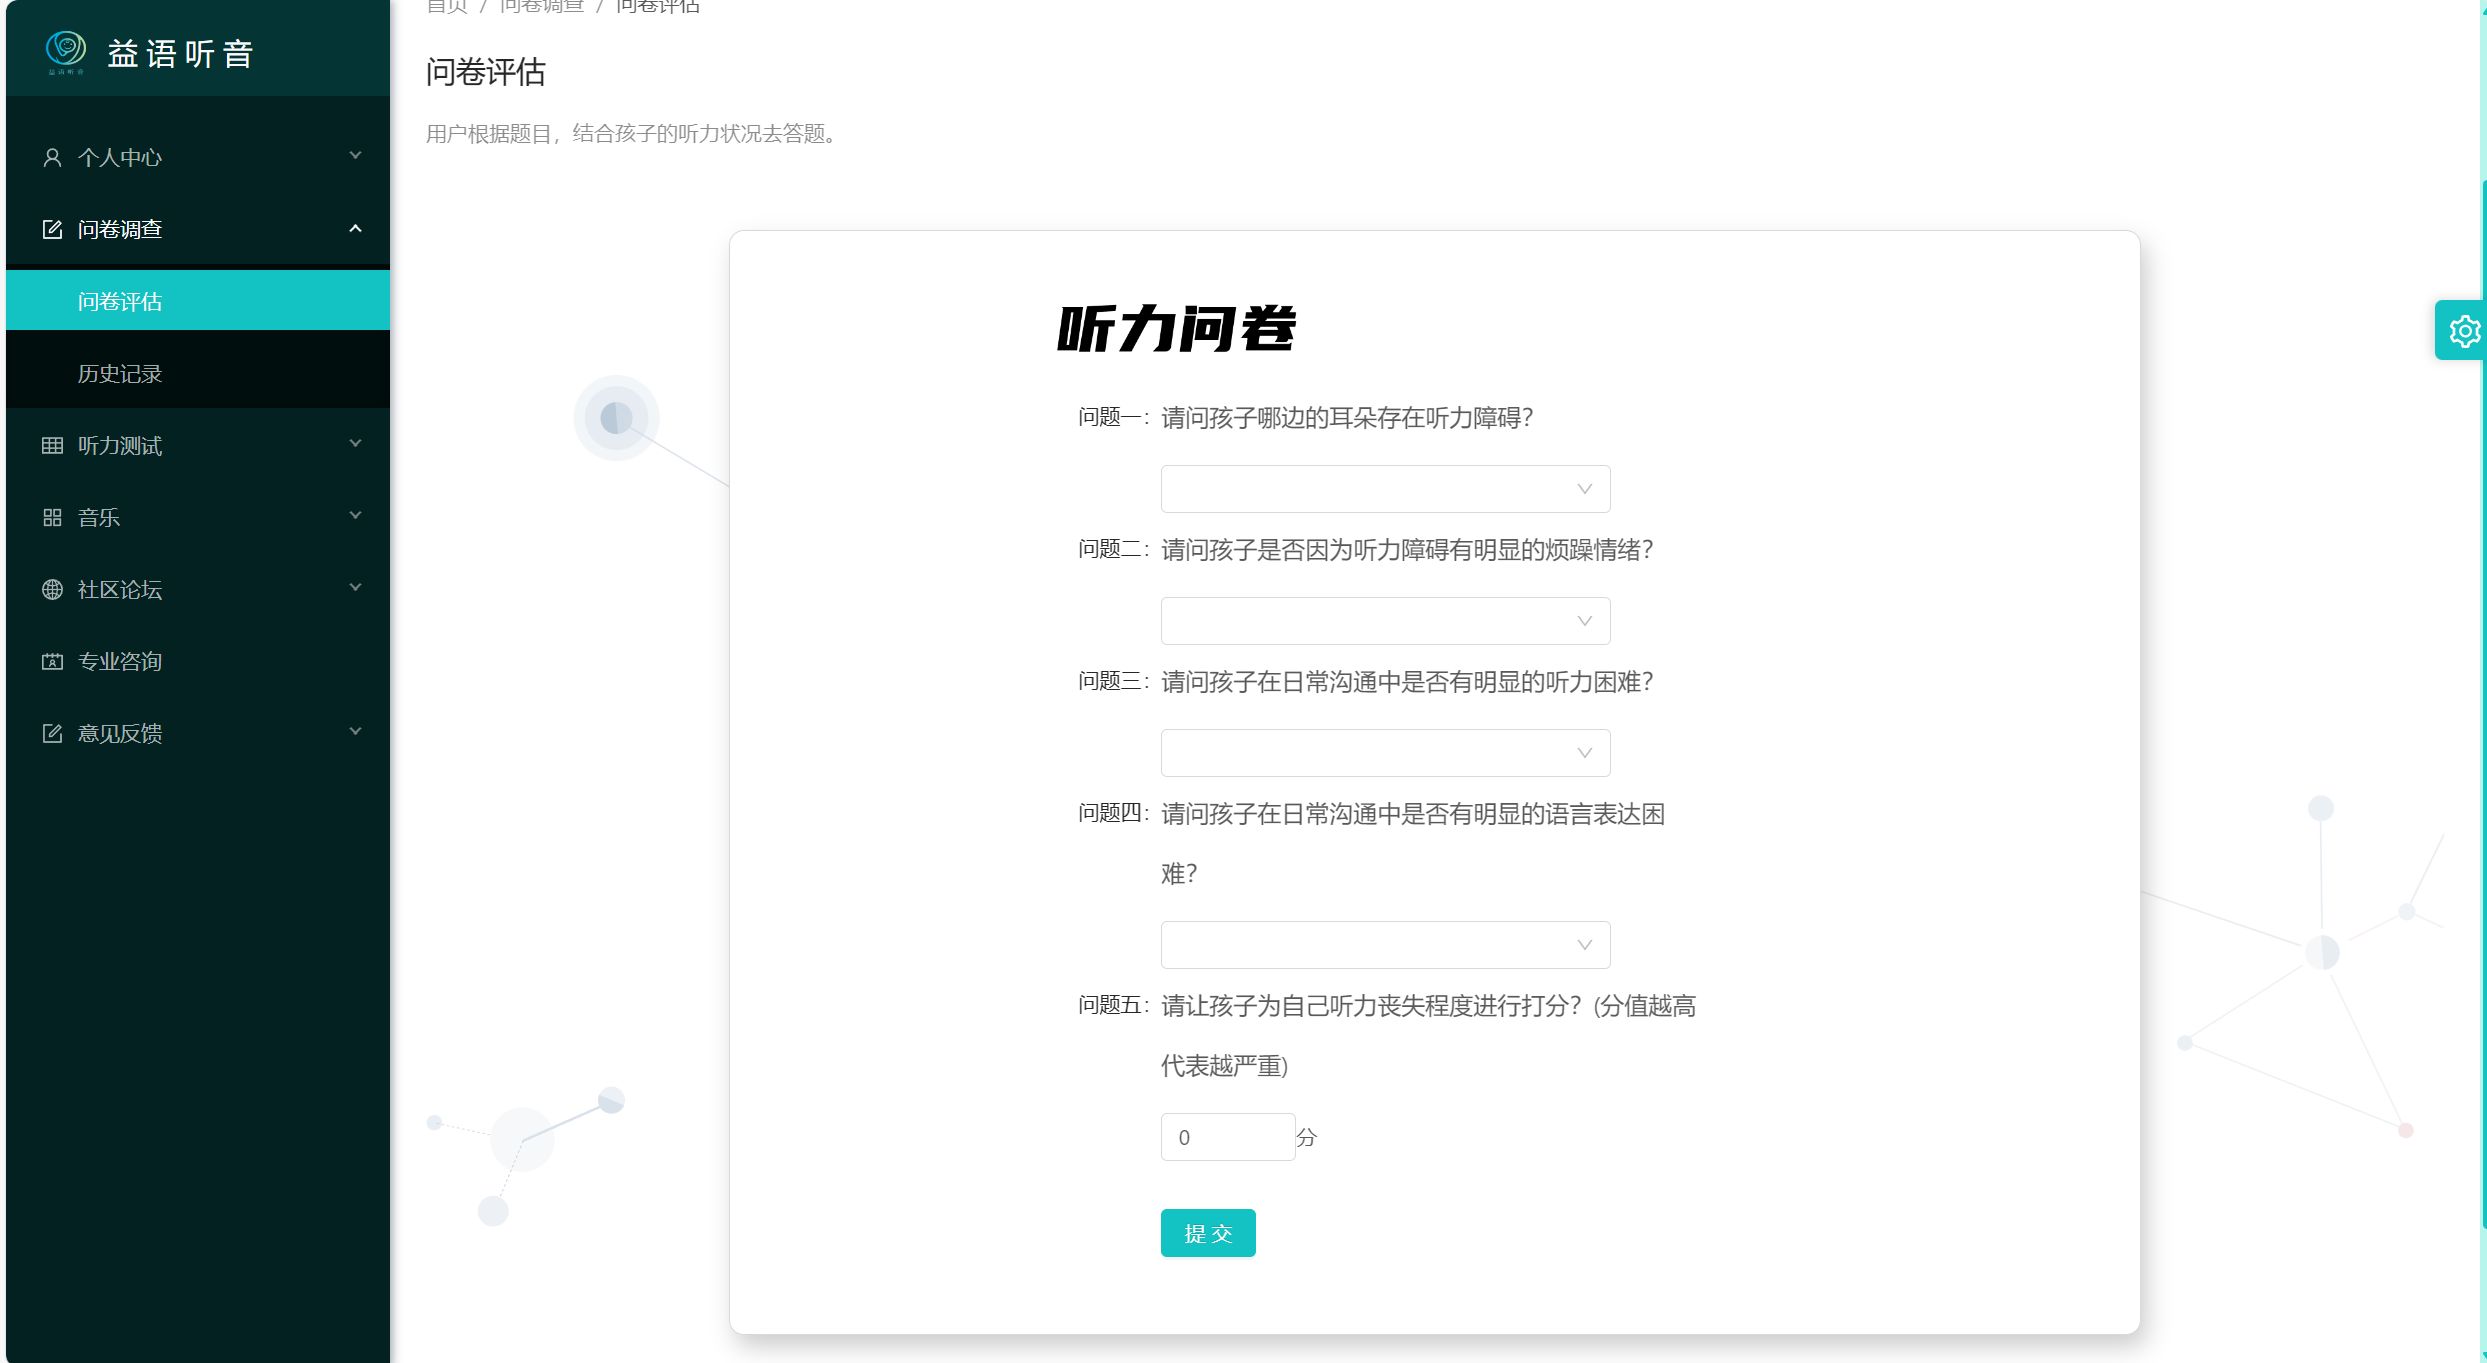 首页 / 问卷调查 / 问卷评估
益语听音
益语听音
问卷评估
用户根据题目，结合孩子的听力状况去答题。
个人中心
问卷调查
问卷评估
历史记录
听力测试
音乐
社区论坛
专业咨询
意见反馈
听力问卷
问题一： 请问孩子哪边的耳朵存在听力障碍？
问题二： 请问孩子是否因为听力障碍有明显的烦躁情绪？
问题三： 请问孩子在日常沟通中是否有明显的听力困难？
问题四： 请问孩子在日常沟通中是否有明显的语言表达困
难？
问题五： 请让孩子为自己听力丧失程度进行打分？(分值越高
代表越严重)
0 分
提 交